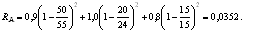 R_A = 0,9(1 − 50/55)² + 1,0(1 − 20/24)² + 0,8(1 − 15/15)² = 0,0352.